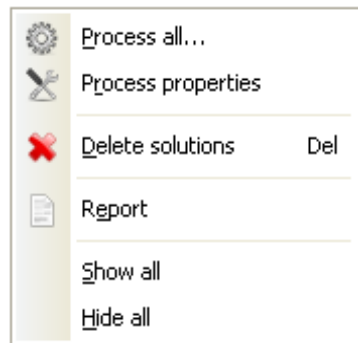 Process all...
Process properties
Delete solutions Del
Report
Show all
Hide all